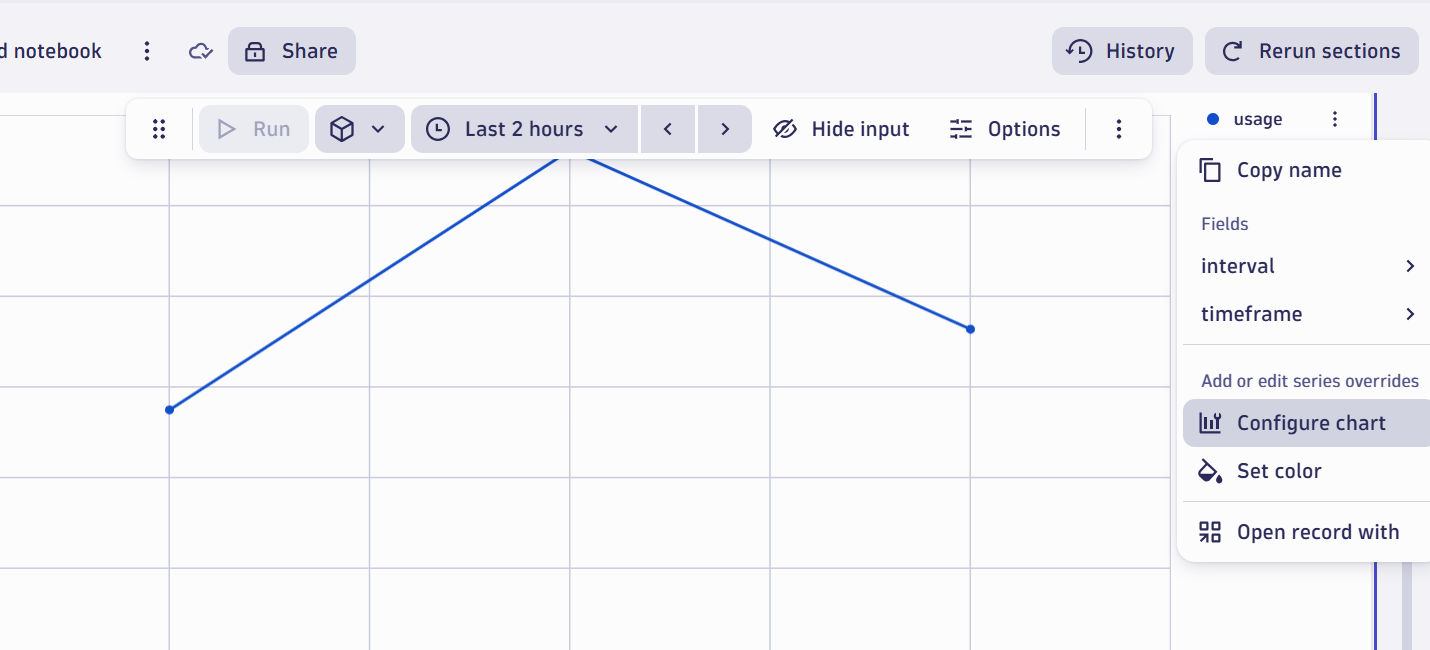 notebook
Share
History
Rerun sections
Run
Last 2 hours
Hide input
Options
usage
Copy name
Fields
interval
timeframe
Add or edit series overrides
Configure chart
Set color
Open record with